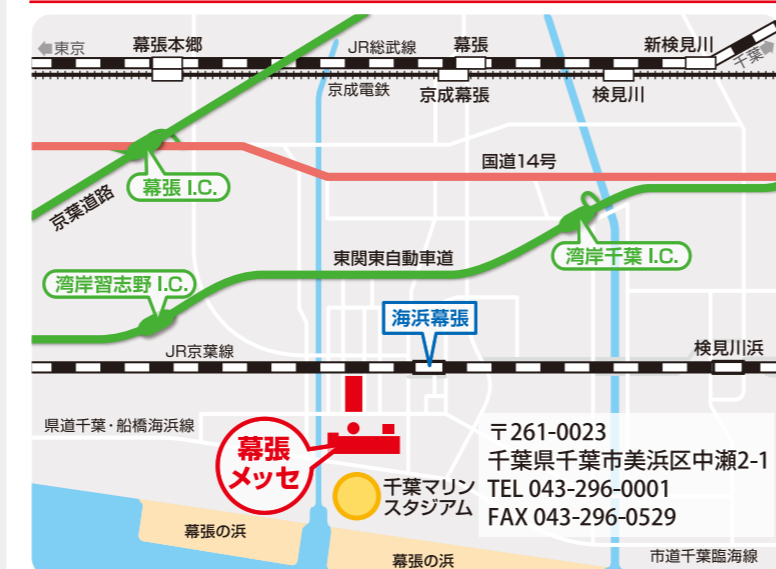 東京
幕張本郷
JR総武線
幕張
新検見川
千葉
京成電鉄
京成幕張
検見川
国道14号
幕張 I.C.
京葉道路
東関東自動車道
湾岸千葉 I.C.
湾岸習志野 I.C.
海浜幕張
JR京葉線
検見川浜
県道千葉・船橋海浜線
幕張
メッセ
千葉マリン
スタジアム
〒261-0023
千葉県千葉市美浜区中瀬2-1
TEL 043-296-0001
FAX 043-296-0529
幕張の浜
幕張の浜
市道千葉臨海線